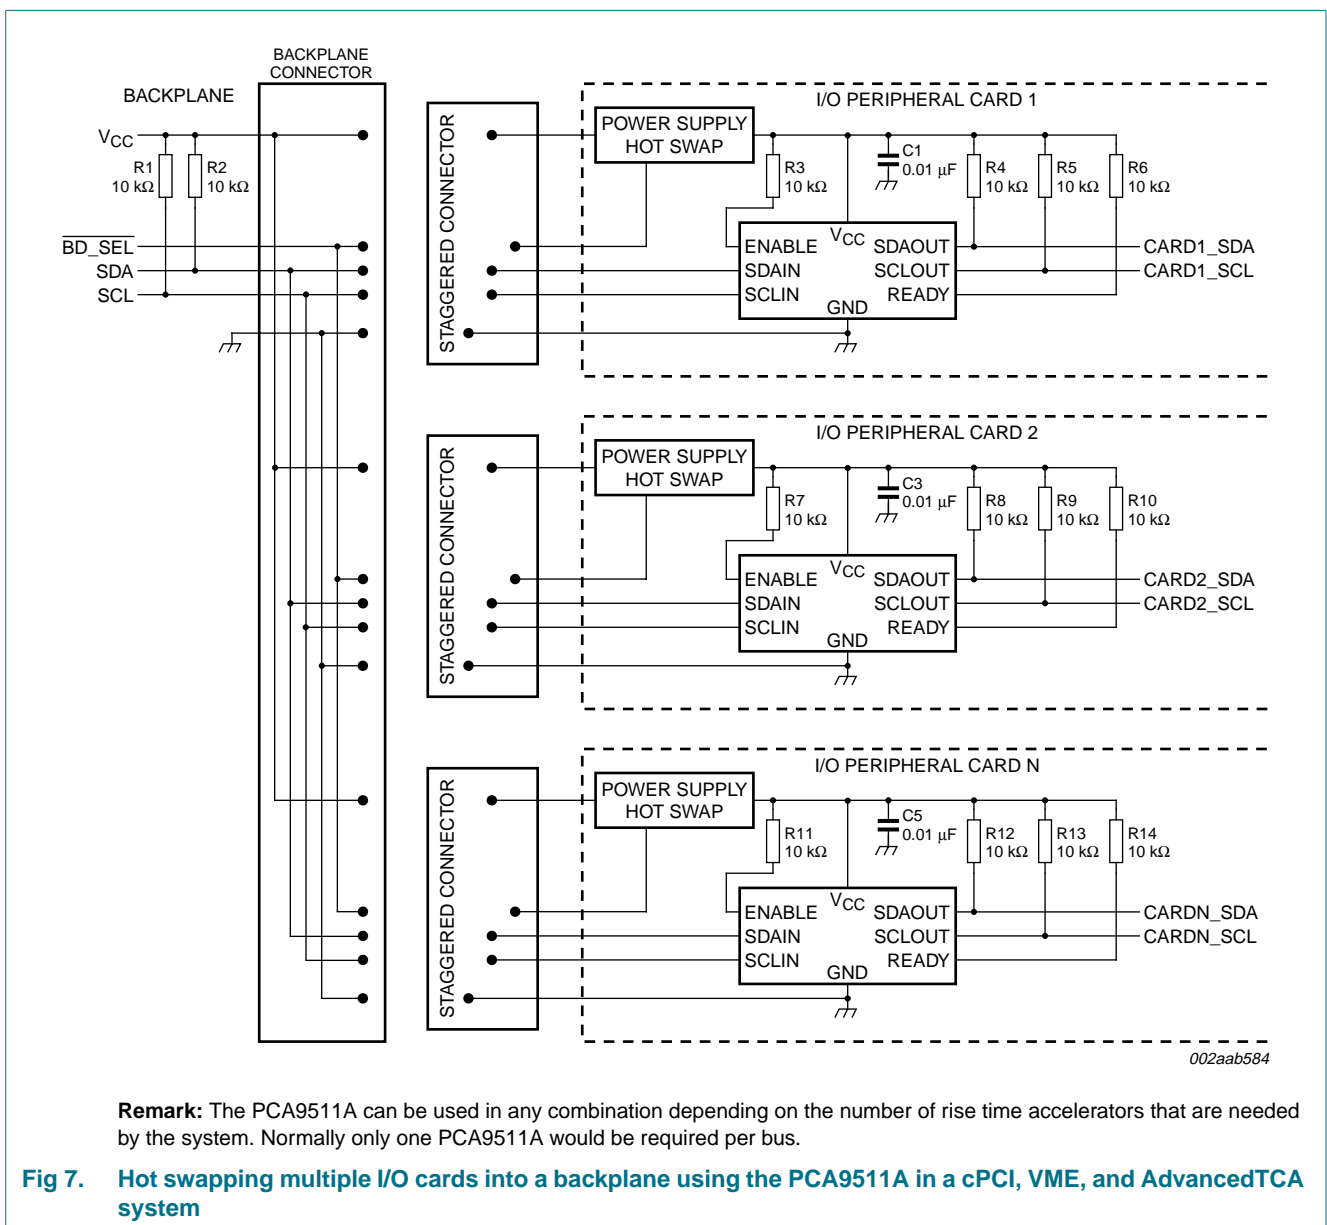 BACKPLANE
CONNECTOR
BACKPLANE
VCC
R1
10 kΩ
R2
10 kΩ
BD_SEL
SDA
SCL
STAGGERED CONNECTOR
I/O PERIPHERAL CARD 1
POWER SUPPLY
HOT SWAP
R3
10 kΩ
C1
0.01 μF
R4
10 kΩ
R5
10 kΩ
R6
10 kΩ
ENABLE
VCC
SDAOUT
SDAIN
SCLOUT
SCLIN
READY
GND
CARD1_SDA
CARD1_SCL
STAGGERED CONNECTOR
I/O PERIPHERAL CARD 2
POWER SUPPLY
HOT SWAP
R7
10 kΩ
C3
0.01 μF
R8
10 kΩ
R9
10 kΩ
R10
10 kΩ
ENABLE
VCC
SDAOUT
SDAIN
SCLOUT
SCLIN
READY
GND
CARD2_SDA
CARD2_SCL
STAGGERED CONNECTOR
I/O PERIPHERAL CARD N
POWER SUPPLY
HOT SWAP
R11
10 kΩ
C5
0.01 μF
R12
10 kΩ
R13
10 kΩ
R14
10 kΩ
ENABLE
VCC
SDAOUT
SDAIN
SCLOUT
SCLIN
READY
GND
CARDN_SDA
CARDN_SCL
002aab584
Remark: The PCA9511A can be used in any combination depending on the number of rise time accelerators that are needed
by the system. Normally only one PCA9511A would be required per bus.
Fig 7. Hot swapping multiple I/O cards into a backplane using the PCA9511A in a cPCI, VME, and AdvancedTCA
system